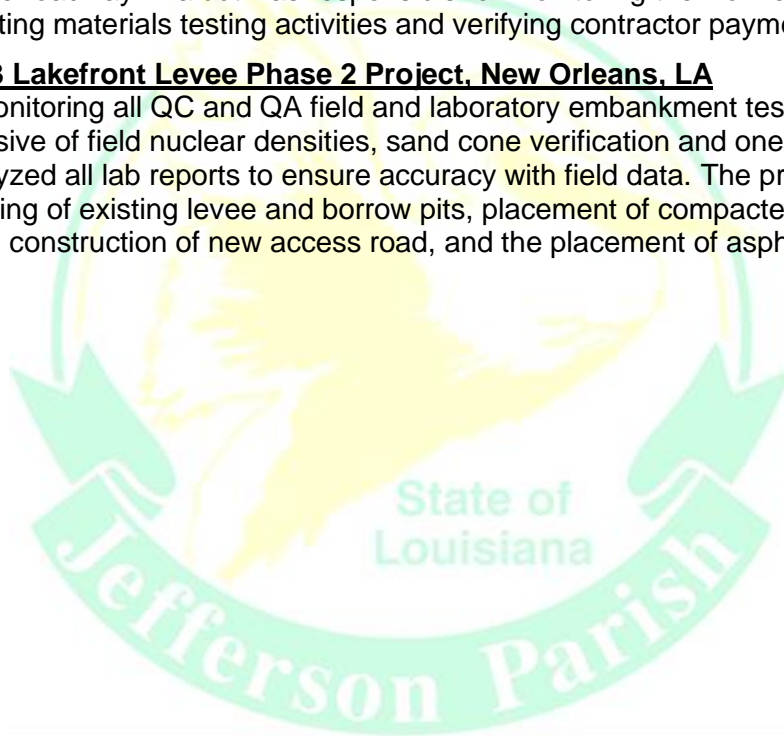 ting materials testing activities and verifying contractor payme
3 Lakefront Levee Phase 2 Project, New Orleans, LA
onitoring all QC and QA field and laboratory embankment tes
sive of field nuclear densities, sand cone verification and one
yzed all lab reports to ensure accuracy with field data. The pr
ing of existing levee and borrow pits, placement of compacte
construction of new access road, and the placement of asph
State of
Louisiana
Jefferson Parish